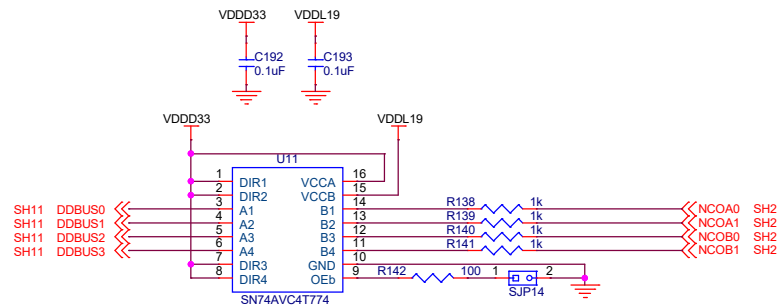 VDDD33 VDDL19
C192 C193
0.1uF 0.1uF
VDDD33 VDDL19
U11
1 DIR1 VCCA 16
2 DIR2 VCCB 15
SH11 DDBUS0 3 A1 B1 14 R138 1k NCOA0 SH2
SH11 DDBUS1 4 A2 B2 13 R139 1k NCOA1 SH2
SH11 DDBUS2 5 A3 B3 12 R140 1k NCOB0 SH2
SH11 DDBUS3 6 A4 B4 11 R141 1k NCOB1 SH2
7 DIR3 GND 10
8 DIR4 OEb 9 R142 100 1 2
SJP14
SN74AVC4T774